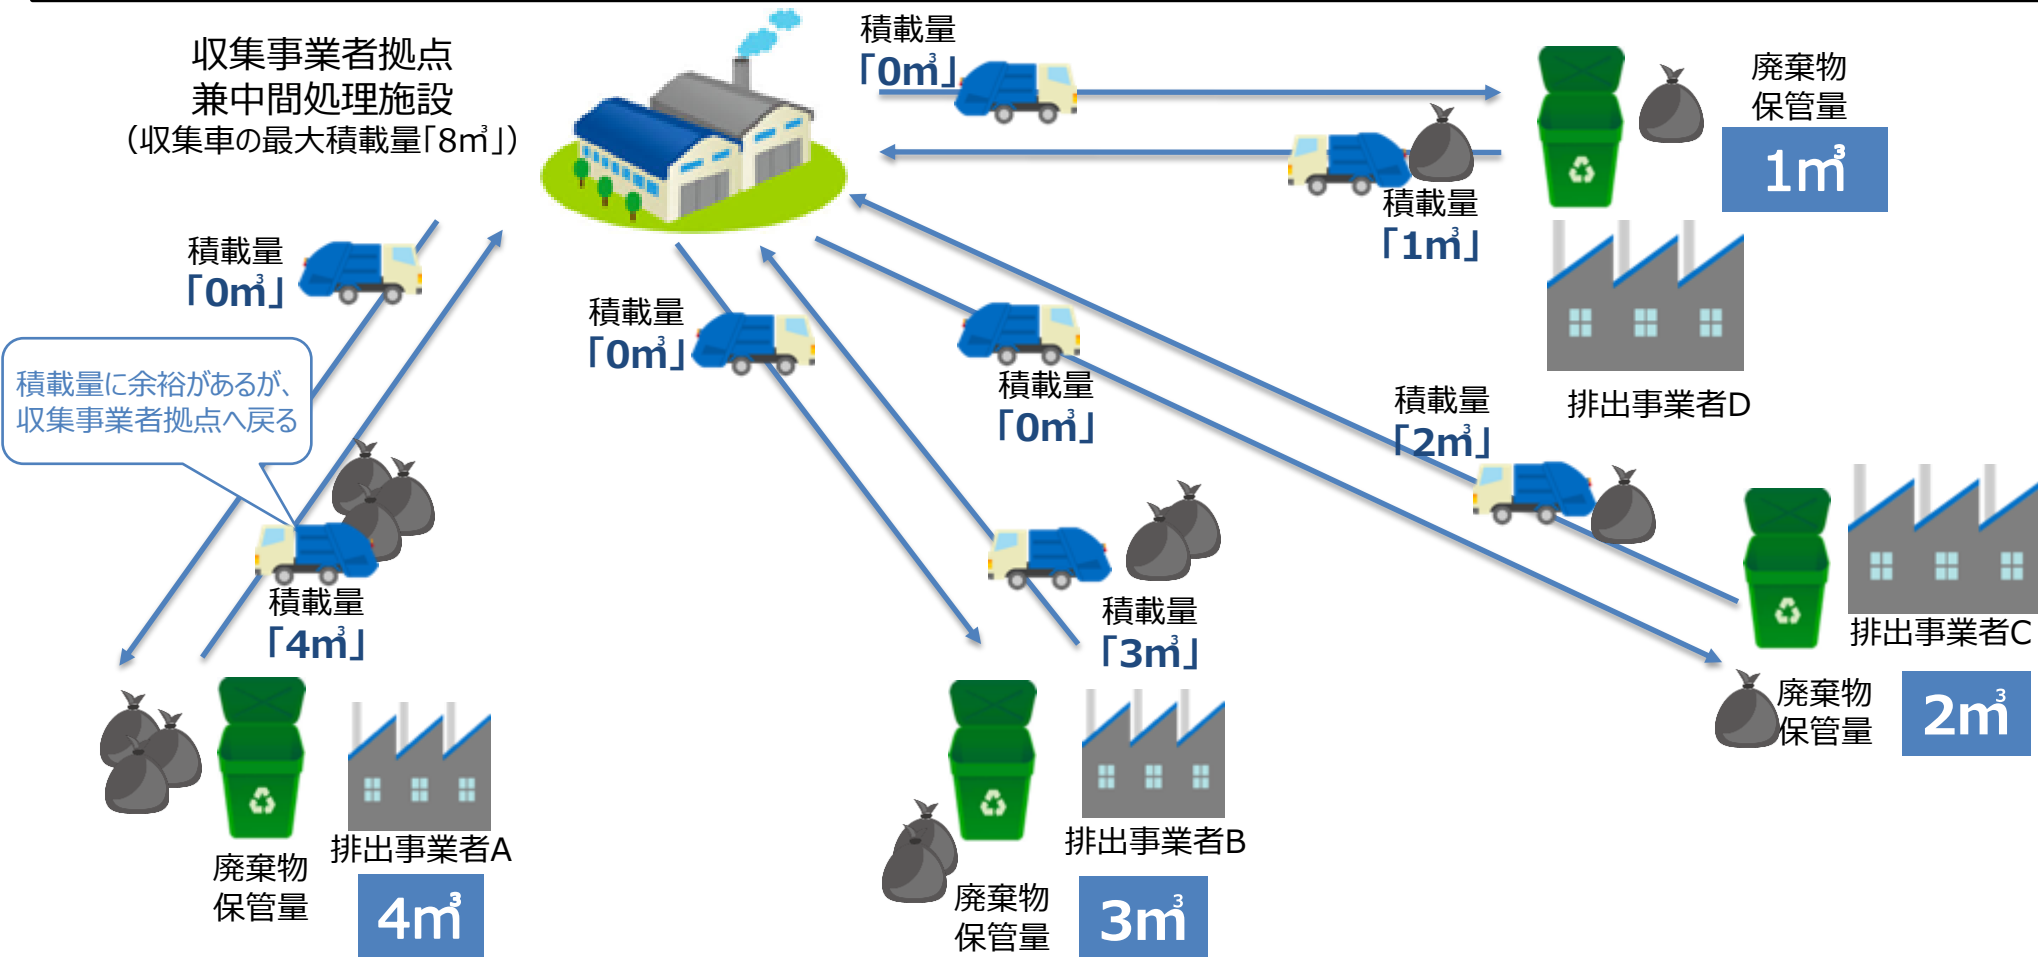 収集事業者拠点
兼中間処理施設
（収集車の最大積載量「8㎥」）
積載量
「0㎥」
廃棄物
保管量
1㎥
積載量
「1㎥」
排出事業者D
積載量
「0㎥」
積載量
「0㎥」
積載量
「0㎥」
積載量に余裕があるが、
収集事業者拠点へ戻る
積載量
「2㎥」
積載量
「4㎥」
積載量
「3㎥」
排出事業者C
廃棄物
保管量
2㎥
排出事業者A
廃棄物
保管量
4㎥
排出事業者B
廃棄物
保管量
3㎥